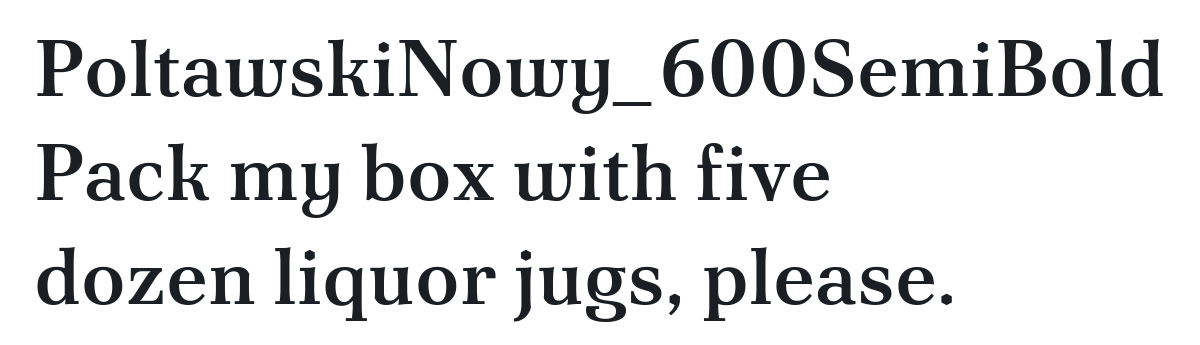 PoltawskiNowy_600SemiBold
Pack my box with five
dozen liquor jugs, please.